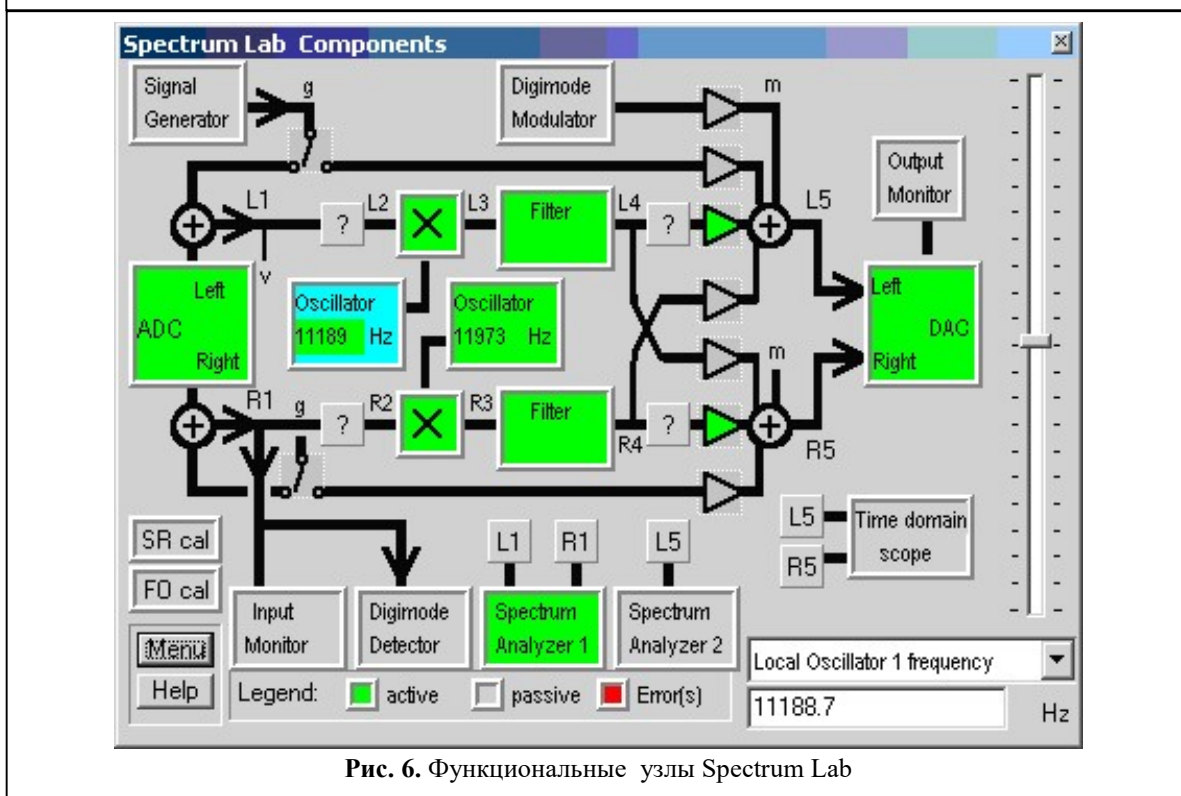 Spectrum Lab Components
Signal
Generator
g
Digimode
Modulator
m
Output
Monitor
L1
?
L2
L3
Filter
L4
?
L5
v
Left
ADC
Right
Oscillator
11189 Hz
Oscillator
11973 Hz
Left
DAC
Right
R1
g
?
R2
R3
Filter
R4
?
m
R5
SR cal
FO cal
L1
R1
L5
L5
R5
Time domain
scope
Input
Monitor
Digimode
Detector
Spectrum
Analyzer 1
Spectrum
Analyzer 2
Menu
Help
Legend:
active
passive
Error(s)
Local Oscillator 1 frequency
11188.7
Hz
Рис. 6. Функциональные узлы Spectrum Lab